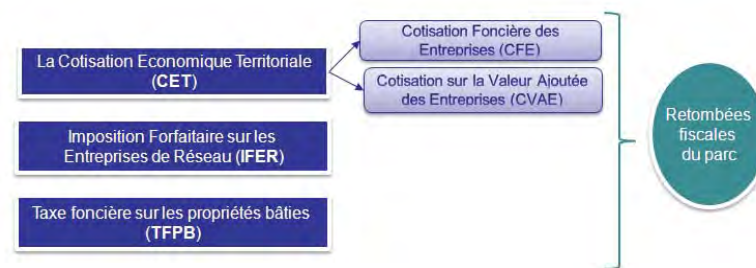 La Cotisation Economique Territoriale
(CET)
Cotisation Foncière des
Entreprises (CFE)
Cotisation sur la Valeur Ajoutée
des Entreprises (CVAE)
Imposition Forfaitaire sur les
Entreprises de Réseau (IFER)
Taxe foncière sur les propriétés bâties
(TFPB)
Retombées
fiscales
du parc